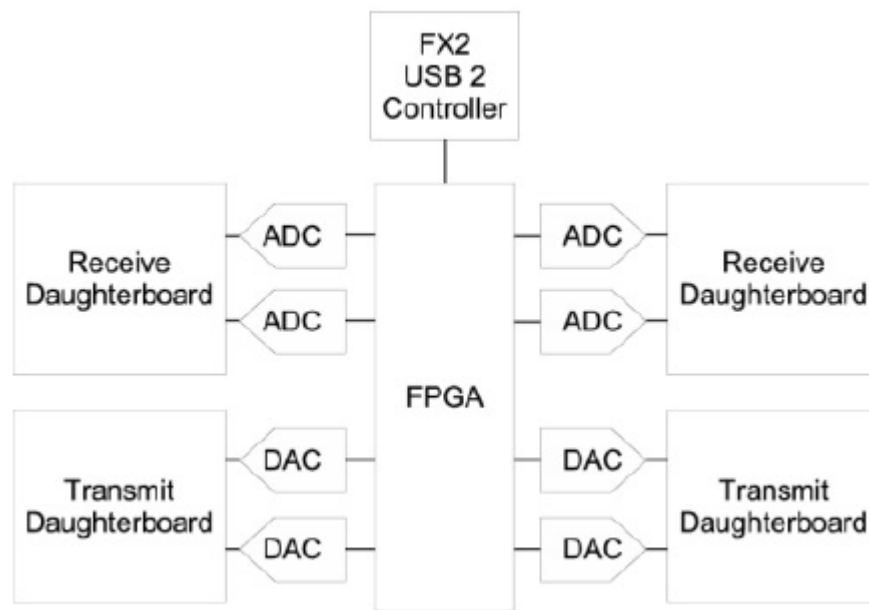 FX2
USB 2
Controller
ADC
ADC
Receive
Daughterboard
Receive
Daughterboard
ADC
ADC
FPGA
DAC
DAC
Transmit
Daughterboard
Transmit
Daughterboard
DAC
DAC